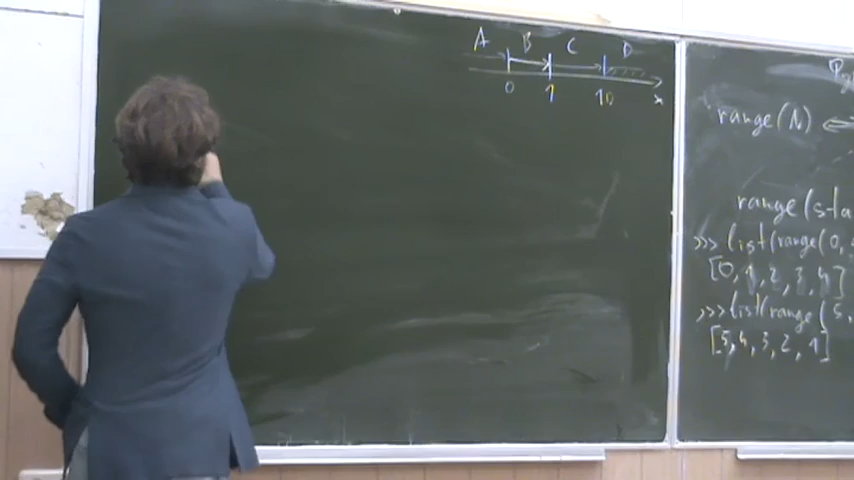 A B C D
0 1 10 x
range(N)
range(sta
>>> list(range(0,
[0, 1, 2, 3, 4]
>>> list(range(5,
[5, 4, 3, 2, 1]